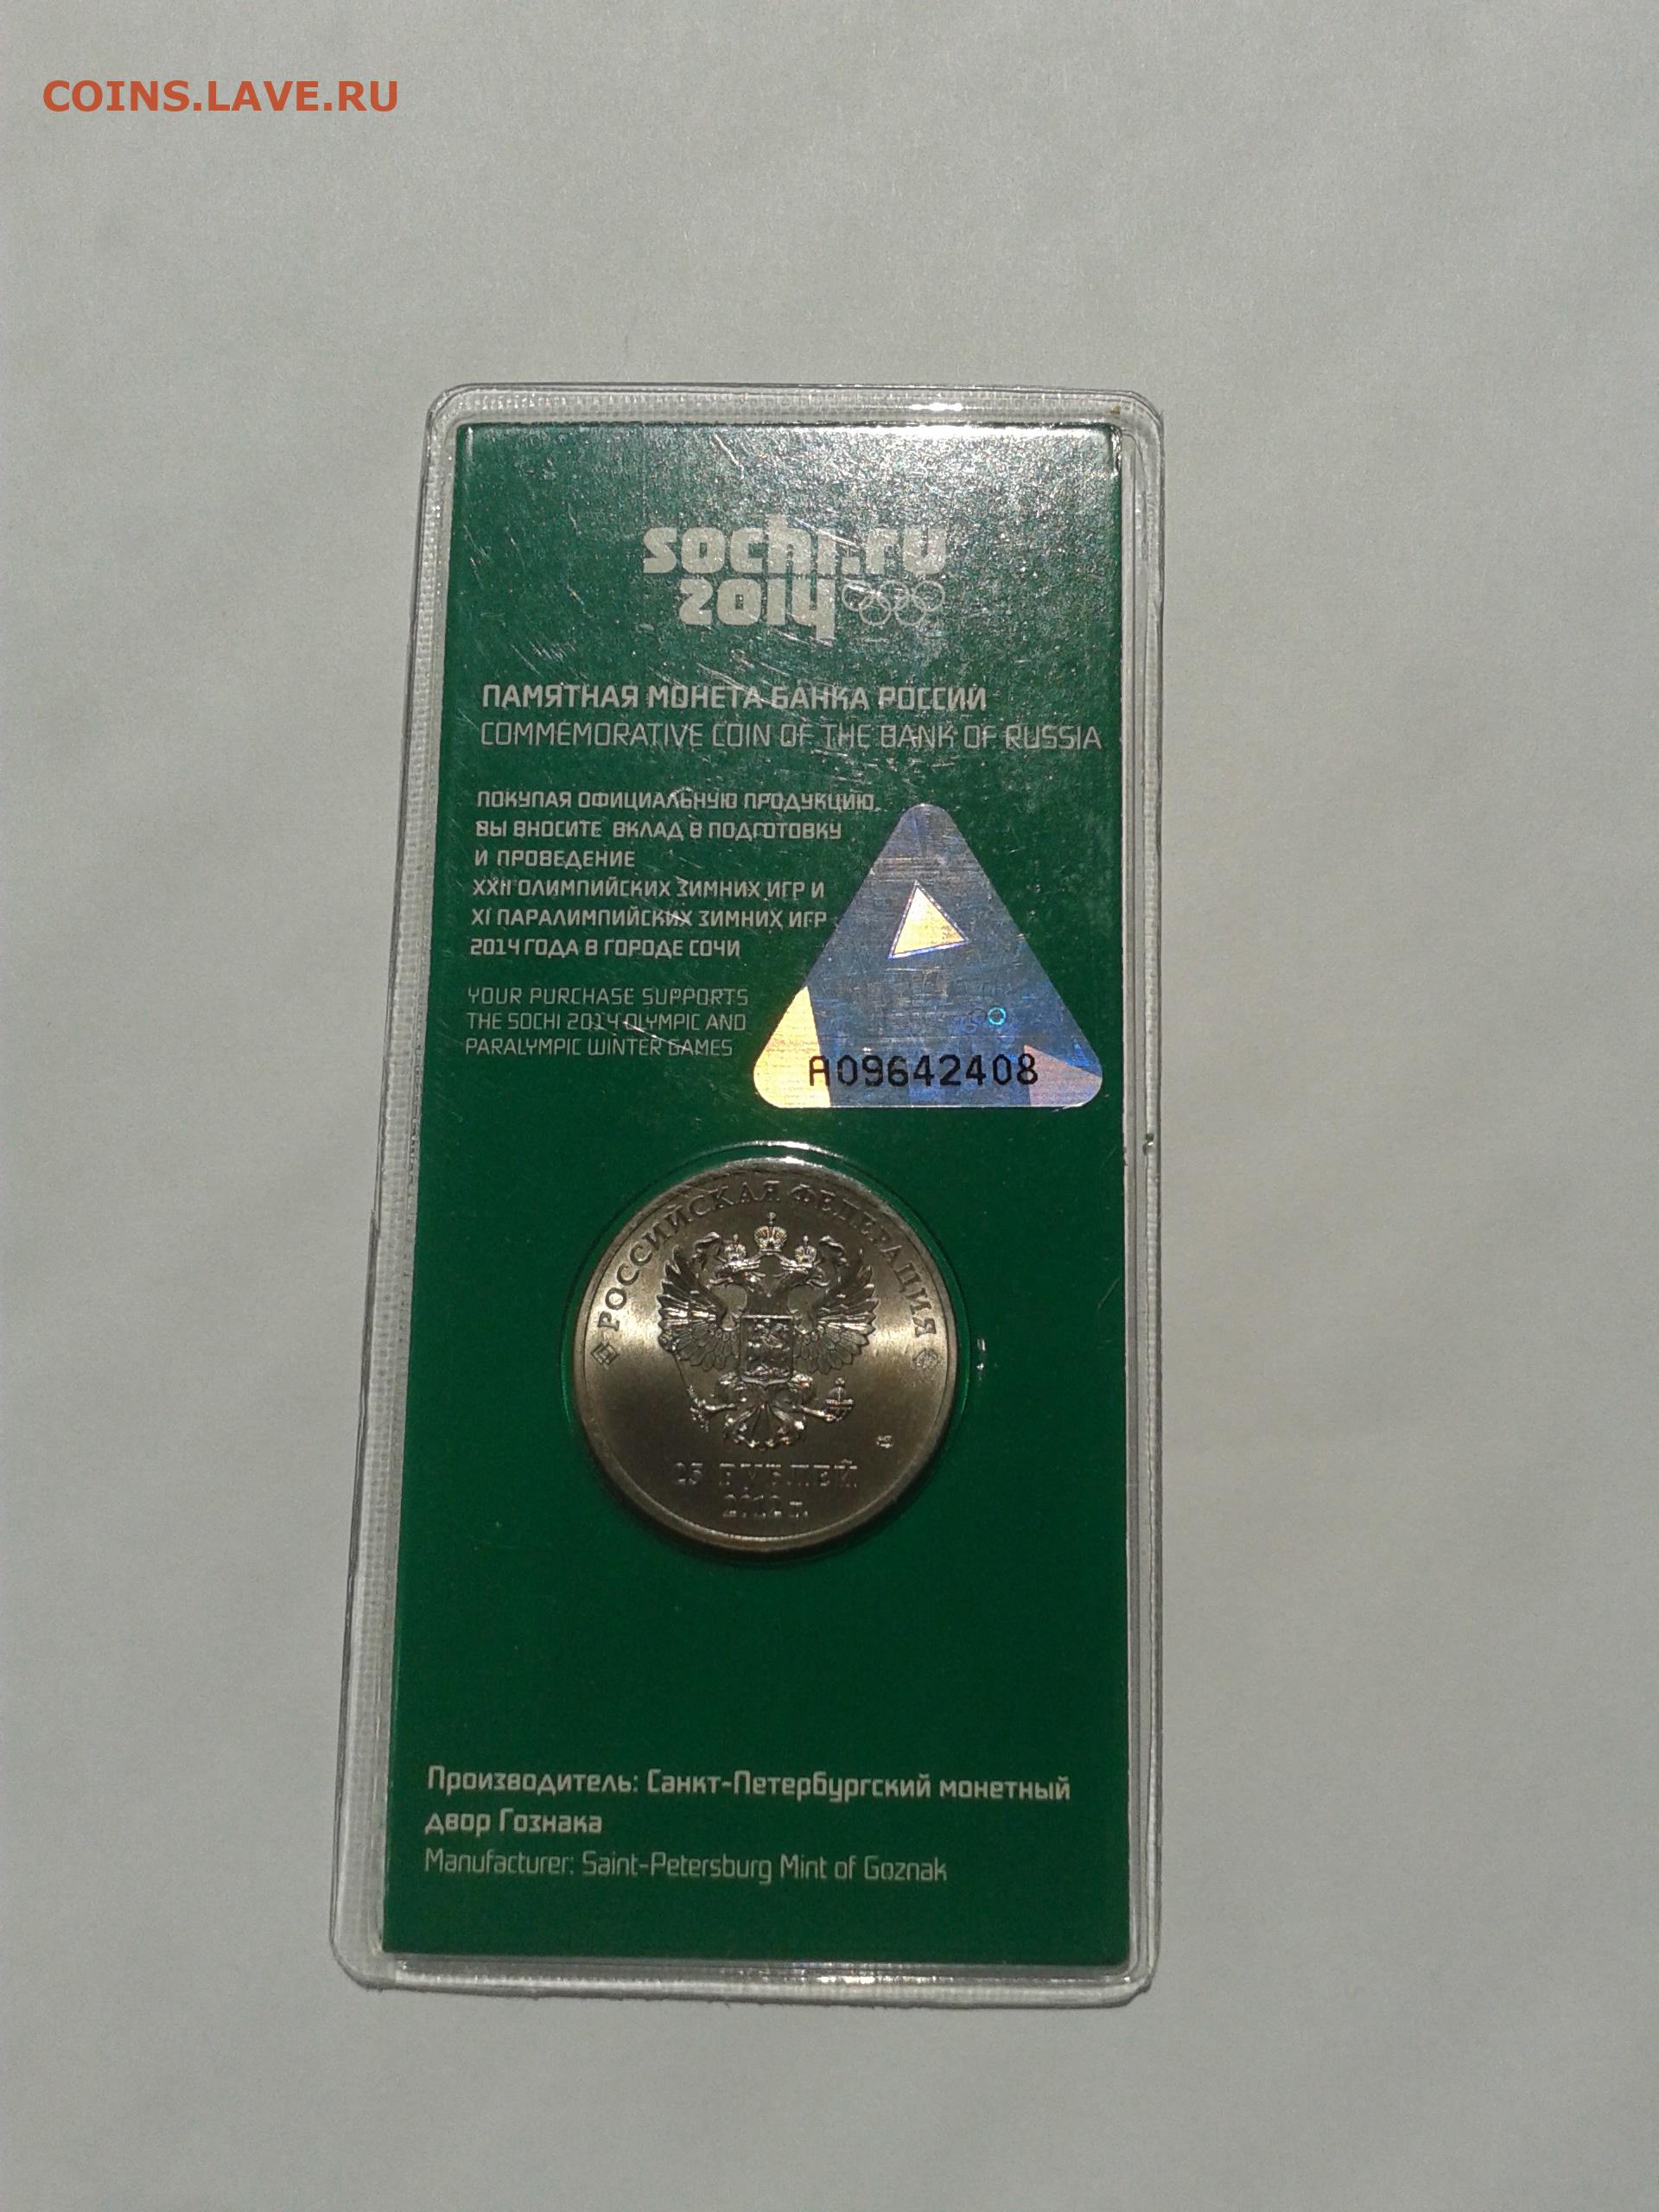 COINS.LAVE.RU
sochi.ru
2014
ПАМЯТНАЯ МОНЕТА БАНКА РОССИИ
COMMEMORATIVE COIN OF THE BANK OF RUSSIA
ПОКУПАЯ ОФИЦИАЛЬНУЮ ПРОДУКЦИЮ,
ВЫ ВНОСИТЕ ВКЛАД В ПОДГОТОВКУ
И ПРОВЕДЕНИЕ
XXII ОЛИМПИЙСКИХ ЗИМНИХ ИГР И
XI ПАРАЛИМПИЙСКИХ ЗИМНИХ ИГР
2014 ГОДА В ГОРОДЕ СОЧИ
YOUR PURCHASE SUPPORTS
THE SOCHI 2014 OLYMPIC AND
PARALYMPIC WINTER GAMES
A09642408
РОССИЙСКАЯ ФЕДЕРАЦИЯ
25 РУБЛЕЙ
2012 г.
Производитель: Санкт-Петербургский монетный
двор Гознака
Manufacturer: Saint-Petersburg Mint of Goznak